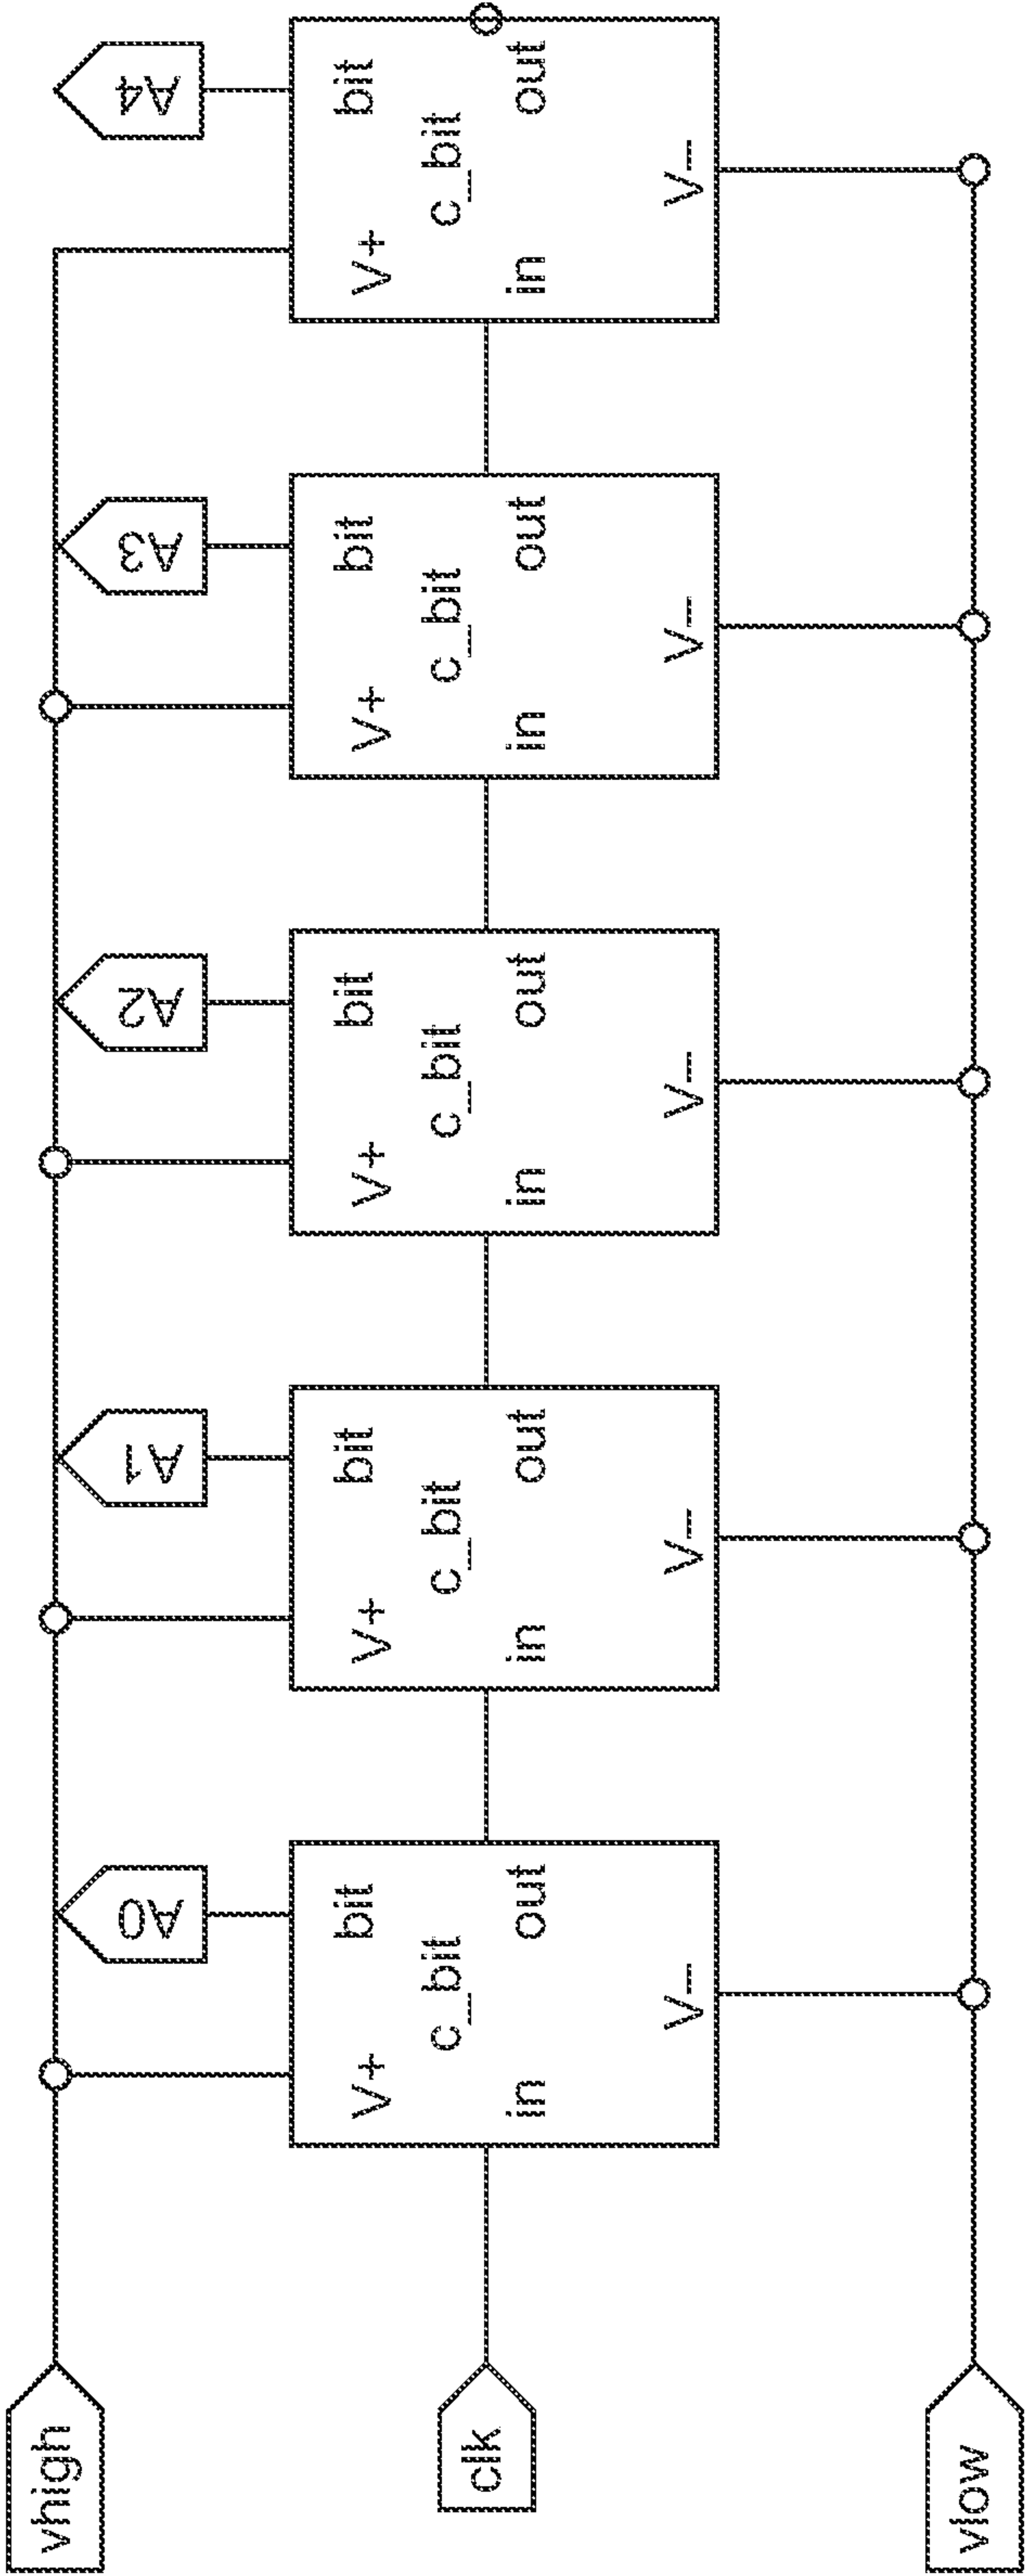 vhigh
clk
vlow
A0
V+
bit
c_bit
in
out
V-
A1
V+
bit
c_bit
in
out
V-
A2
V+
bit
c_bit
in
out
V-
A3
V+
bit
c_bit
in
out
V-
A4
V+
bit
c_bit
in
out
V-